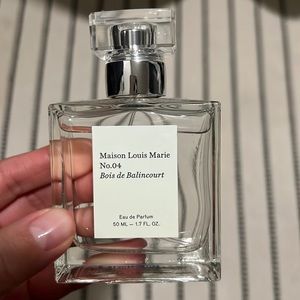 Maison Louis Marie
No.04
Bois de Balincourt
Eau de Parfum
50 ML — 1.7 FL. OZ.